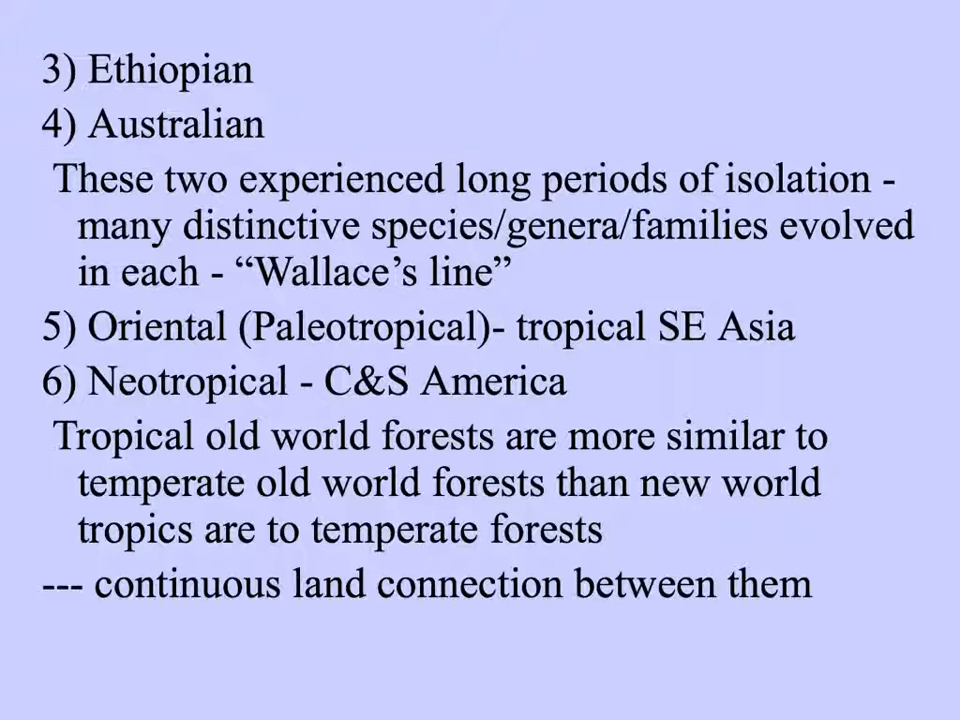 3) Ethiopian
4) Australian
These two experienced long periods of isolation -
many distinctive species/genera/families evolved
in each - “Wallace’s line”
5) Oriental (Paleotropical)- tropical SE Asia
6) Neotropical - C&S America
Tropical old world forests are more similar to
temperate old world forests than new world
tropics are to temperate forests
--- continuous land connection between them